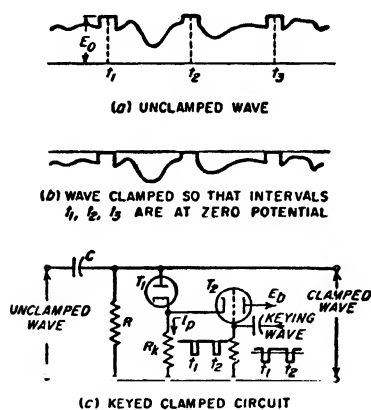 E₀
t₁ t₂ t₃
(a) UNCLAMPED WAVE
(b) WAVE CLAMPED SO THAT INTERVALS
t₁, t₂, t₃ ARE AT ZERO POTENTIAL
C
T₁ T₂
UNCLAMPED
WAVE
R
Rₖ
Iₚ
E_b
KEYING
WAVE
t₁ t₂
t₁ t₂
CLAMPED
WAVE
(c) KEYED CLAMPED CIRCUIT